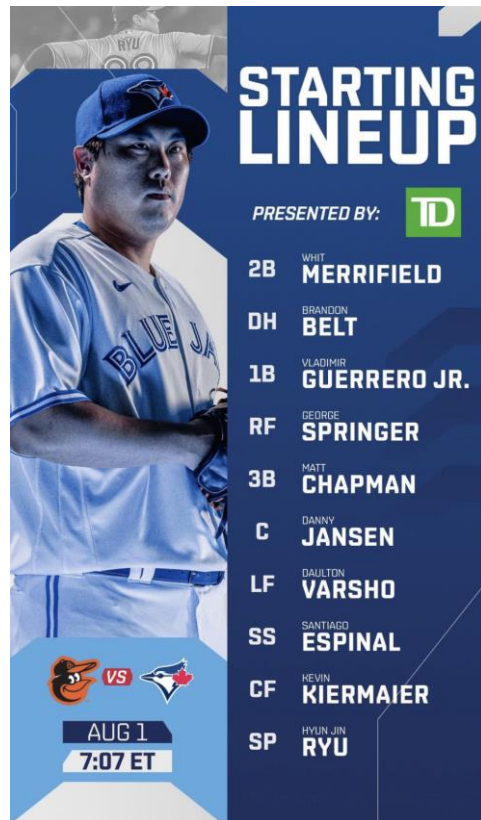 RYU
STARTING
LINEUP
PRESENTED BY:
TD
2B WHIT MERRIFIELD
DH BRANDON BELT
1B VLADIMIR GUERRERO JR.
RF GEORGE SPRINGER
3B MATT CHAPMAN
C DANNY JANSEN
LF DAULTON VARSHO
SS SANTIAGO ESPINAL
CF KEVIN KIERMAIER
SP HYUN JIN RYU
BLUE JA
VS
AUG 1
7:07 ET